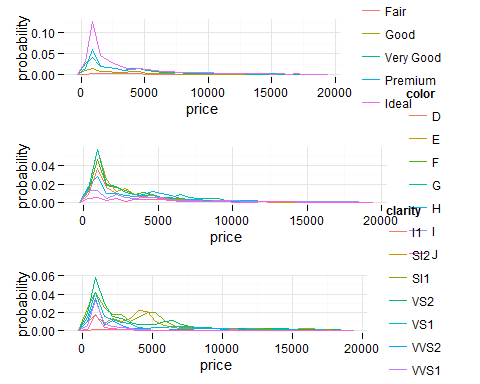 probability
0.10
0.05
0.00
0 5000 10000 15000 20000
price
Fair
Good
Very Good
Premium
Ideal
probability
0.04
0.02
0.00
0 5000 10000 15000 20000
price
color
D
E
F
G
H
I
J
probability
0.06
0.04
0.02
0.00
0 5000 10000 15000 20000
price
clarity
I1
SI2
SI1
VS2
VS1
VVS2
VVS1